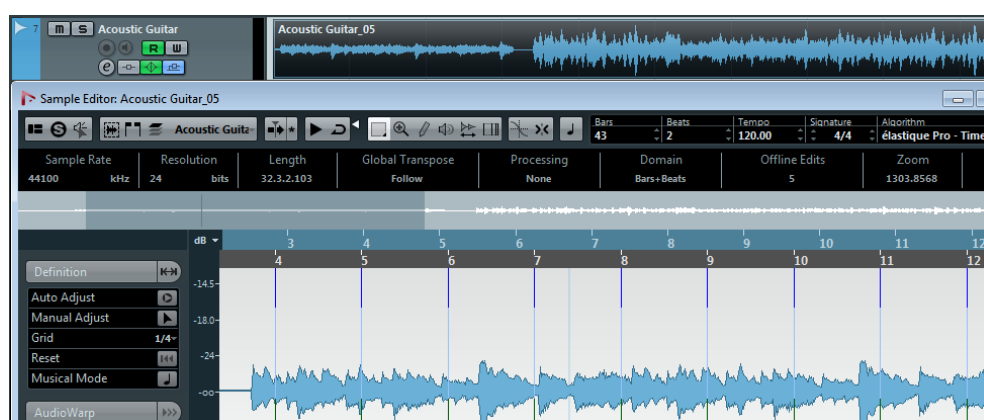 7 m S Acoustic Guitar
R W
e
Acoustic Guitar_05
Sample Editor: Acoustic Guitar_05
S Acoustic Guita
Bars Beats Tempo Signature Algorithm
43 2 120.00 4/4 élastique Pro - Time
Sample Rate Resolution Length Global Transpose Processing Domain Offline Edits Zoom
44100 kHz 24 bits 32.3.2.103 Follow None Bars+Beats 5 1303.8568
dB 3 4 5 6 7 8 9 10 11 12
4 5 6 7 8 9 10 11 12
Definition
-14.5
Auto Adjust
Manual Adjust
-18.0
Grid 1/4
Reset
-24
Musical Mode
-oo
AudioWarp